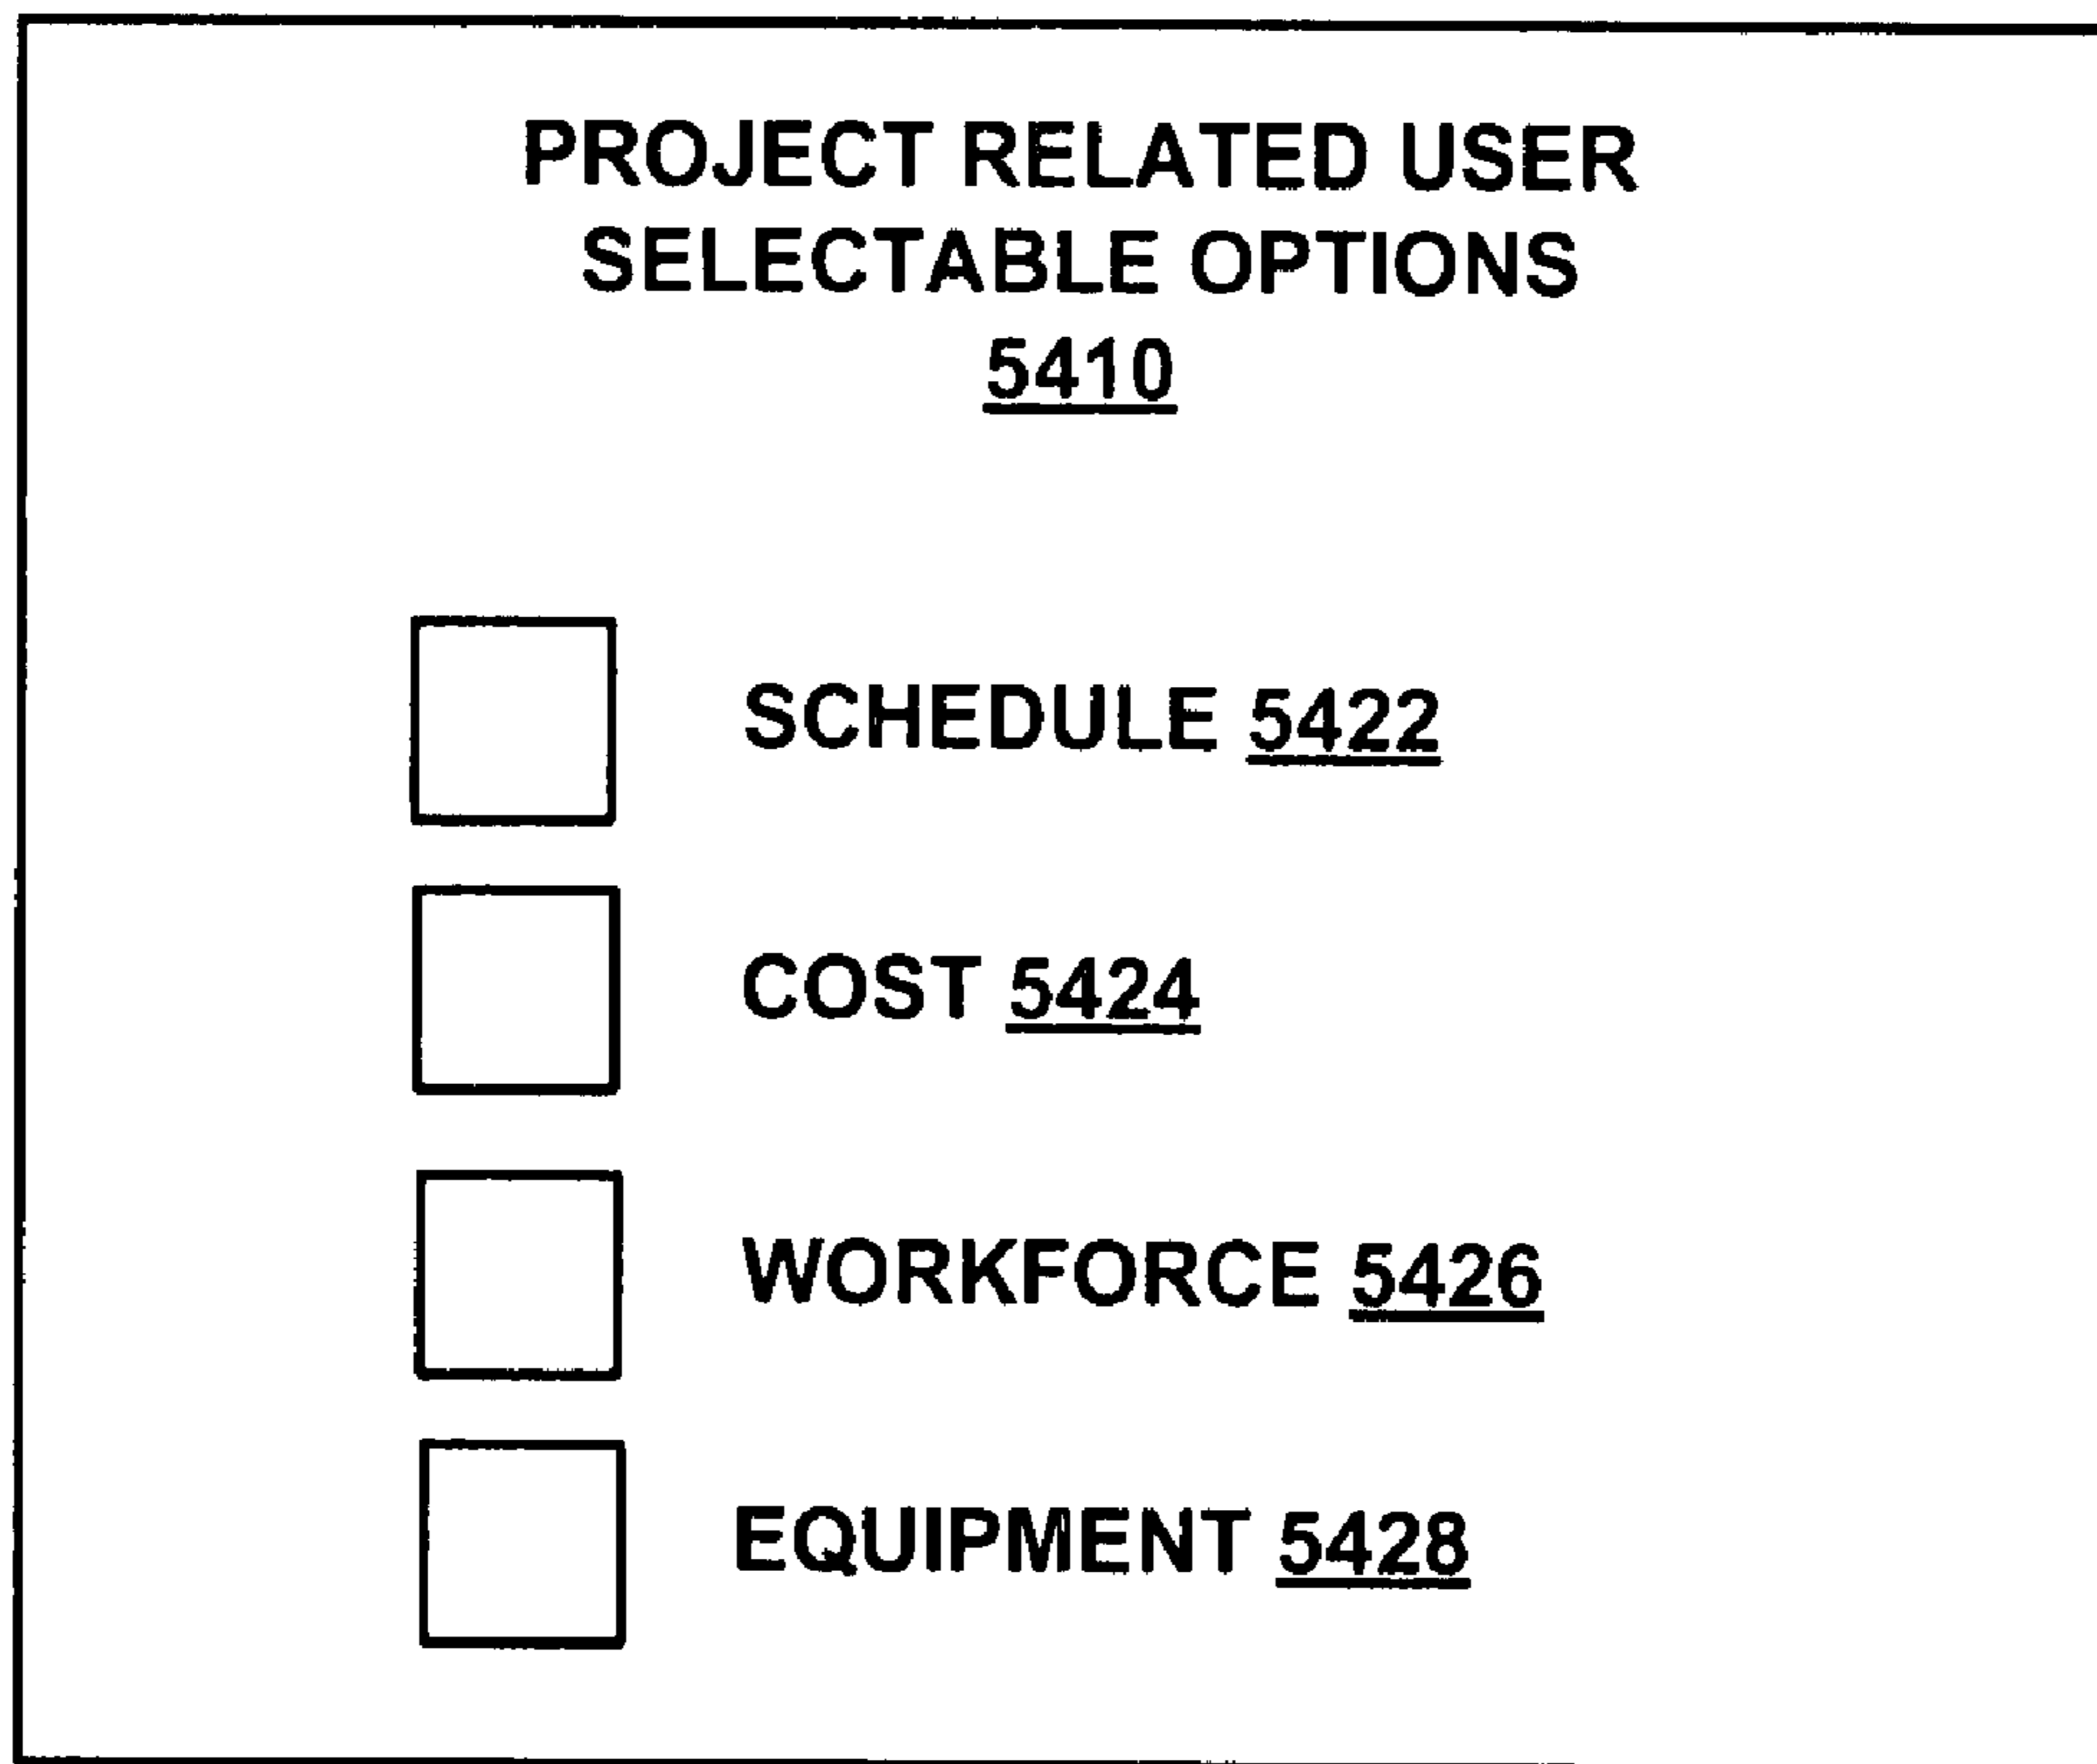 PROJECT RELATED USER
SELECTABLE OPTIONS
5410
SCHEDULE 5422
COST 5424
WORKFORCE 5426
EQUIPMENT 5428